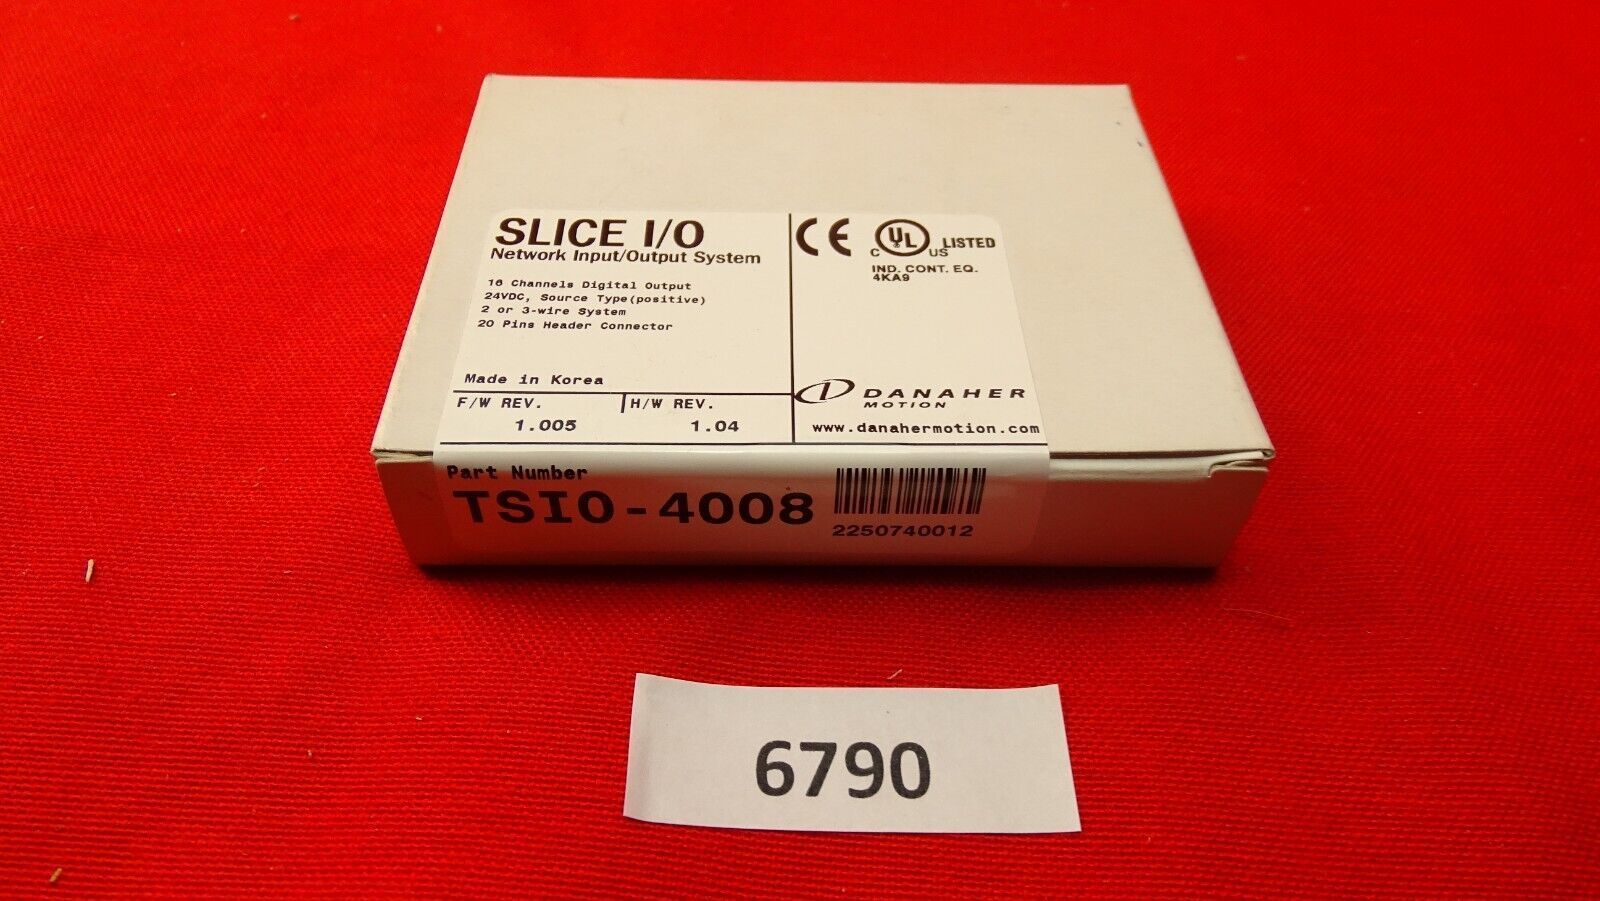 SLICE I/O
Network Input/Output System
16 Channels Digital Output
24VDC, Source Type(positive)
2 or 3-wire System
20 Pins Header Connector
Made in Korea
F/W REV.
1.005
H/W REV.
1.04
CE
C UL US LISTED
IND. CONT. EQ.
4KA9
DANAHER
MOTION
www.danahermotion.com
Part Number
TSIO-4008
2250740012
6790